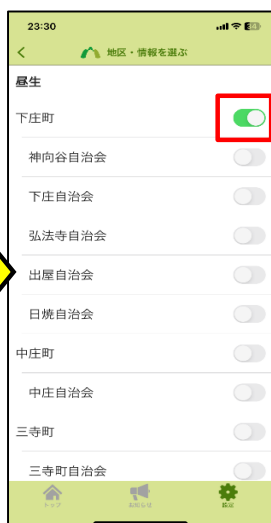 23:30
地区・情報を選ぶ
昼生
下庄町
神向谷自治会
下庄自治会
弘法寺自治会
出屋自治会
日焼自治会
中庄町
中庄自治会
三寺町
三寺町自治会
トップ お知らせ 設定